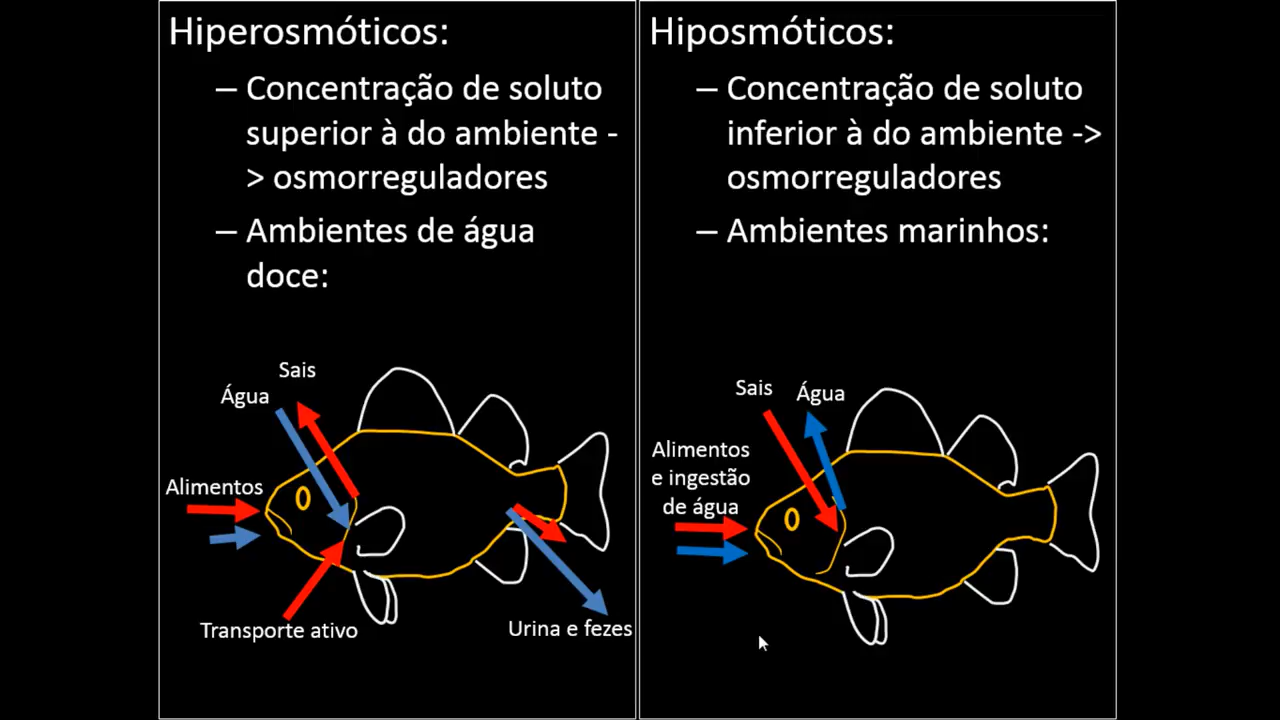 Hiperosmóticos:
– Concentração de soluto
superior à do ambiente -
> osmorreguladores
– Ambientes de água
doce:
Sais
Água
Alimentos
Transporte ativo
Urina e fezes
Hiposmóticos:
– Concentração de soluto
inferior à do ambiente ->
osmorreguladores
– Ambientes marinhos:
Sais
Água
Alimentos
e ingestão
de água